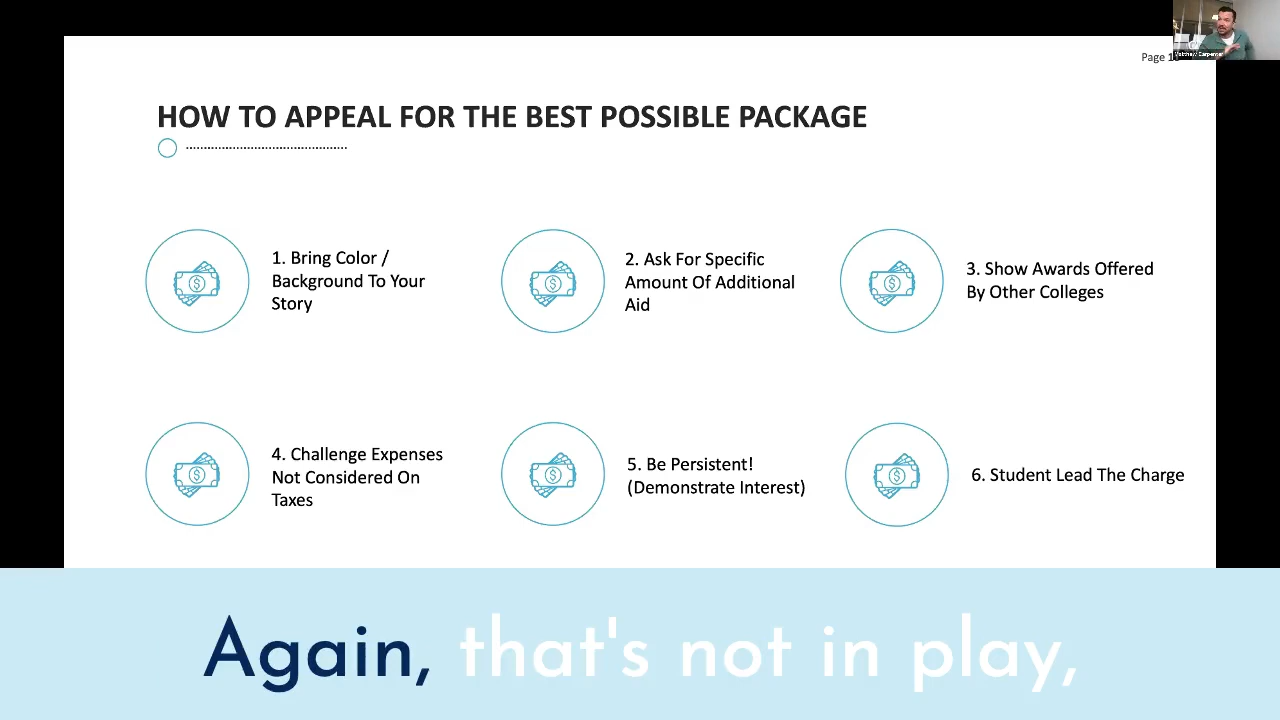 Page 1
Matthew Carpenter
HOW TO APPEAL FOR THE BEST POSSIBLE PACKAGE
1. Bring Color /
Background To Your
Story
2. Ask For Specific
Amount Of Additional
Aid
3. Show Awards Offered
By Other Colleges
4. Challenge Expenses
Not Considered On
Taxes
5. Be Persistent!
(Demonstrate Interest)
6. Student Lead The Charge
Again, that's not in play,